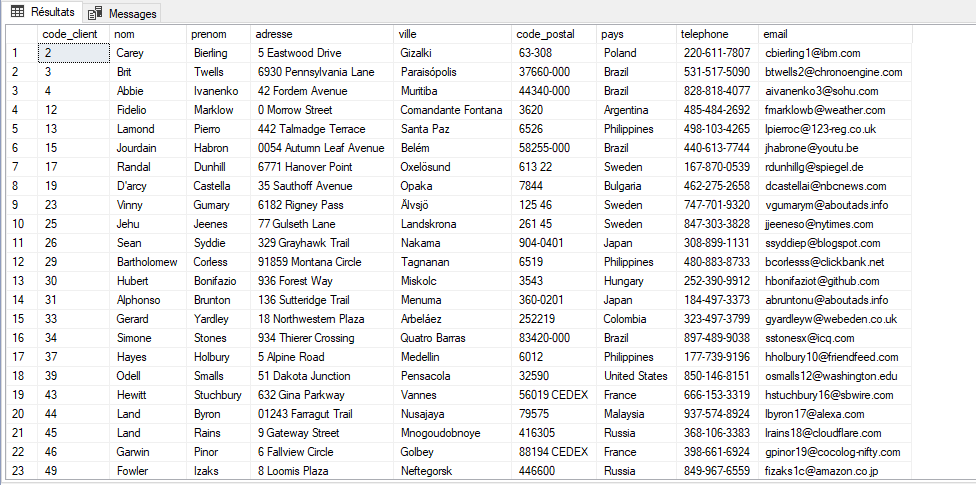 Résultats Messages
code_client nom prenom adresse ville code_postal pays telephone email
1 2 Carey Bierling 5 Eastwood Drive Gizalki 63-308 Poland 220-611-7807 cbierling1@ibm.com
2 3 Brit Twells 6930 Pennsylvania Lane Paraisópolis 37660-000 Brazil 531-517-5090 btwells2@chronoengine.com
3 4 Abbie Ivanenko 42 Fordem Avenue Muritiba 44340-000 Brazil 828-818-4077 aivanenko3@sohu.com
4 12 Fidelio Marklow 0 Morrow Street Comandante Fontana 3620 Argentina 485-484-2692 fmarklowb@weather.com
5 13 Lamond Pierro 442 Talmadge Terrace Santa Paz 6526 Philippines 498-103-4265 lpierroc@123-reg.co.uk
6 15 Jourdain Habron 0054 Autumn Leaf Avenue Belém 58255-000 Brazil 440-613-7744 jhabrone@youtu.be
7 17 Randal Dunhill 6771 Hanover Point Oxelösund 613 22 Sweden 167-870-0539 rdunhillg@spiegel.de
8 19 D'arcy Castella 35 Sauthoff Avenue Opaka 7844 Bulgaria 462-275-2658 dcastellai@nbcnews.com
9 23 Vinny Gumary 6182 Rigney Pass Älvsjö 125 46 Sweden 747-701-9320 vgumarym@aboutads.info
10 25 Jehu Jeenes 77 Gulseth Lane Landskrona 261 45 Sweden 847-303-3828 jjeeneso@nytimes.com
11 26 Sean Syddie 329 Grayhawk Trail Nakama 904-0401 Japan 308-899-1131 ssyddiep@blogspot.com
12 29 Bartholomew Corless 91859 Montana Circle Tagnanan 6519 Philippines 480-883-8733 bcorlesss@clickbank.net
13 30 Hubert Bonifazio 936 Forest Way Miskolc 3543 Hungary 252-390-9912 hbonifaziot@github.com
14 31 Alphonso Brunton 136 Sutteridge Trail Menuma 360-0201 Japan 184-497-3373 abruntonu@aboutads.info
15 33 Gerard Yardley 18 Northwestern Plaza Arbeláez 252219 Colombia 323-497-3799 gyardleyw@webeden.co.uk
16 34 Simone Stones 934 Thierer Crossing Quatro Barras 83420-000 Brazil 897-489-9038 sstonesx@icq.com
17 37 Hayes Holbury 5 Alpine Road Medellin 6012 Philippines 177-739-9196 hholbury10@friendfeed.com
18 39 Odell Smalls 51 Dakota Junction Pensacola 32590 United States 850-146-8151 osmalls12@washington.edu
19 43 Hewitt Stuchbury 632 Gina Parkway Vannes 56019 CEDEX France 666-153-3319 hstuchbury16@sbwire.com
20 44 Land Byron 01243 Farragut Trail Nusajaya 79575 Malaysia 937-574-8924 lbyron17@alexa.com
21 45 Land Rains 9 Gateway Street Mnogoudobnoye 416305 Russia 368-106-3383 lrains18@cloudflare.com
22 46 Garwin Pinor 6 Fallview Circle Golbey 88194 CEDEX France 398-661-6924 gpinor19@cocolog-nifty.com
23 49 Fowler Izaks 8 Loomis Plaza Neftegorsk 446600 Russia 849-967-6559 fizaks1c@amazon.co.jp